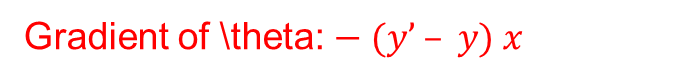 Gradient of \theta: − (y’ − y) x